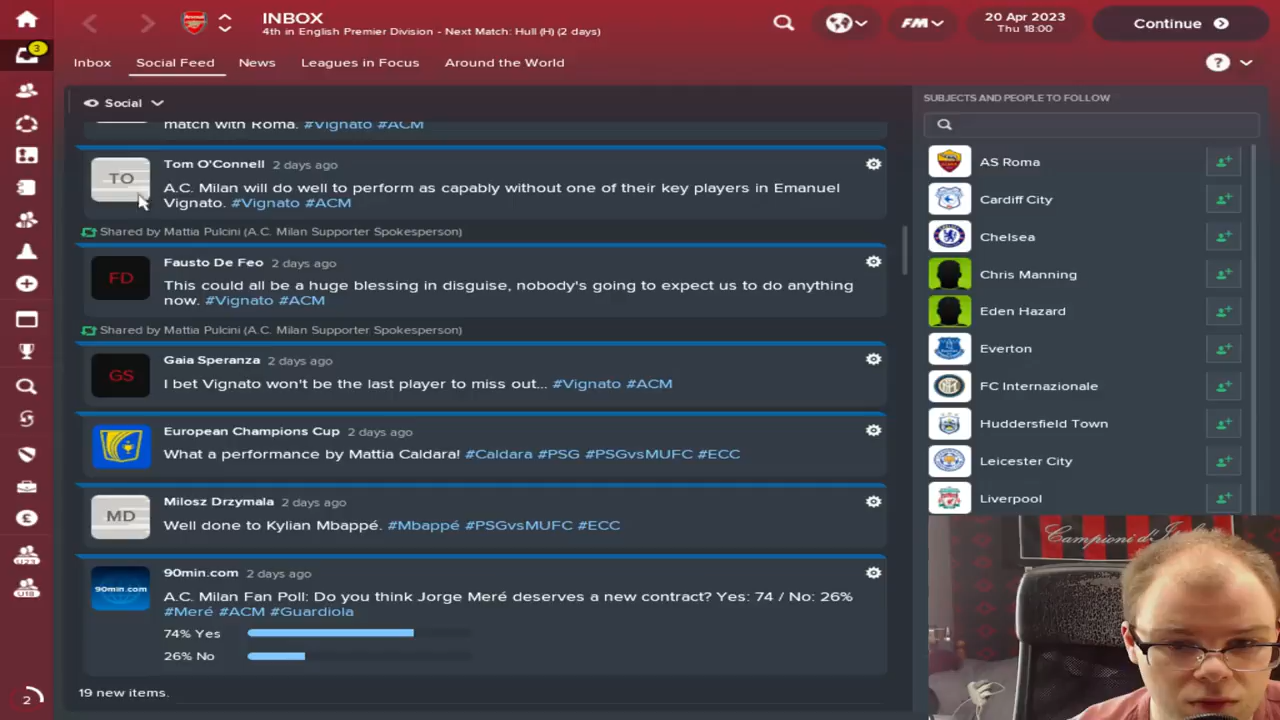 INBOX
4th in English Premier Division - Next Match: Hull (H) (2 days)
FM
20 Apr 2023
Thu 18:00
Continue
3
Inbox
Social Feed
News
Leagues in Focus
Around the World
?
Social
SUBJECTS AND PEOPLE TO FOLLOW
match with Roma. #Vignato #ACM
TO
Tom O'Connell 2 days ago
A.C. Milan will do well to perform as capably without one of their key players in Emanuel
Vignato. #Vignato #ACM
Shared by Mattia Pulcini (A.C. Milan Supporter Spokesperson)
FD
Fausto De Feo 2 days ago
This could all be a huge blessing in disguise, nobody's going to expect us to do anything
now. #Vignato #ACM
Shared by Mattia Pulcini (A.C. Milan Supporter Spokesperson)
GS
Gaia Speranza 2 days ago
I bet Vignato won't be the last player to miss out... #Vignato #ACM
European Champions Cup 2 days ago
What a performance by Mattia Caldara! #Caldara #PSG #PSGvsMUFC #ECC
MD
Milosz Drzymala 2 days ago
Well done to Kylian Mbappé. #Mbappé #PSGvsMUFC #ECC
90min.com
90min.com 2 days ago
A.C. Milan Fan Poll: Do you think Jorge Meré deserves a new contract? Yes: 74 / No: 26%
#Meré #ACM #Guardiola
74% Yes
26% No
19 new items.
AS Roma
Cardiff City
Chelsea
Chris Manning
Eden Hazard
Everton
FC Internazionale
Huddersfield Town
Leicester City
Liverpool
U23
U18
2